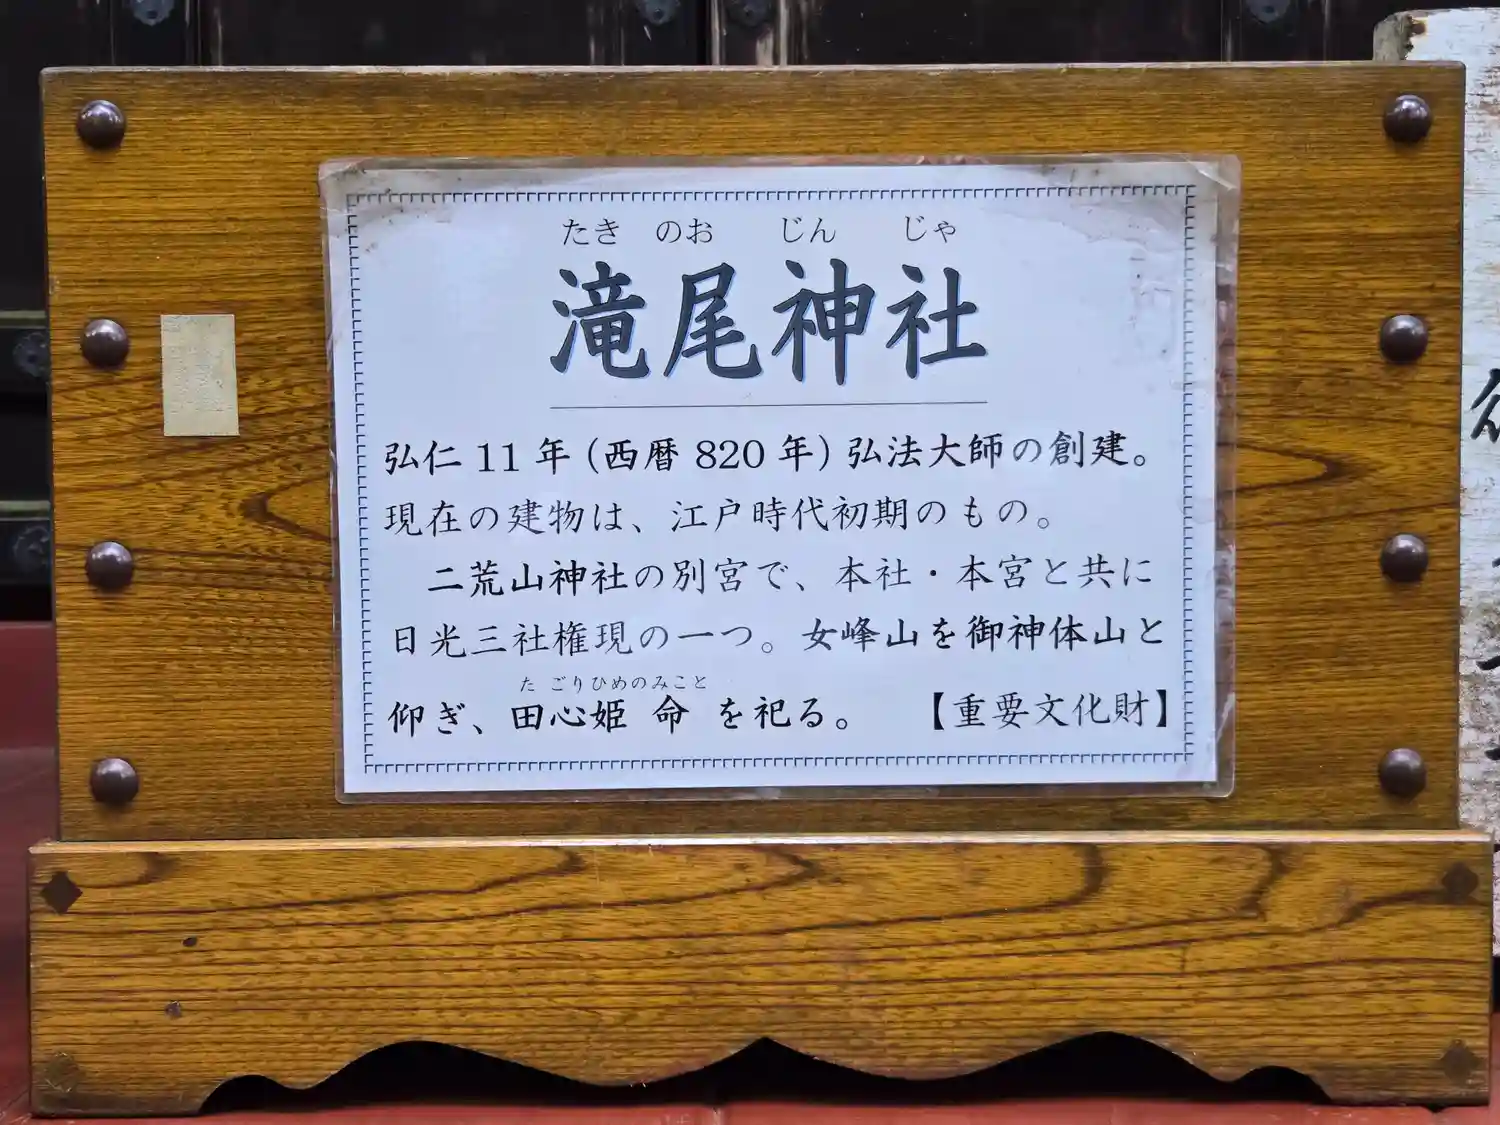 たき のお じん じゃ
滝尾神社
弘仁11年(西暦820年)弘法大師の創建。
現在の建物は、江戸時代初期のもの。
二荒山神社の別宮で、本社・本宮と共に
日光三社権現の一つ。女峰山を御神体山と
た ごりひめのみこと
仰ぎ、田心姫 命 を祀る。 【重要文化財】